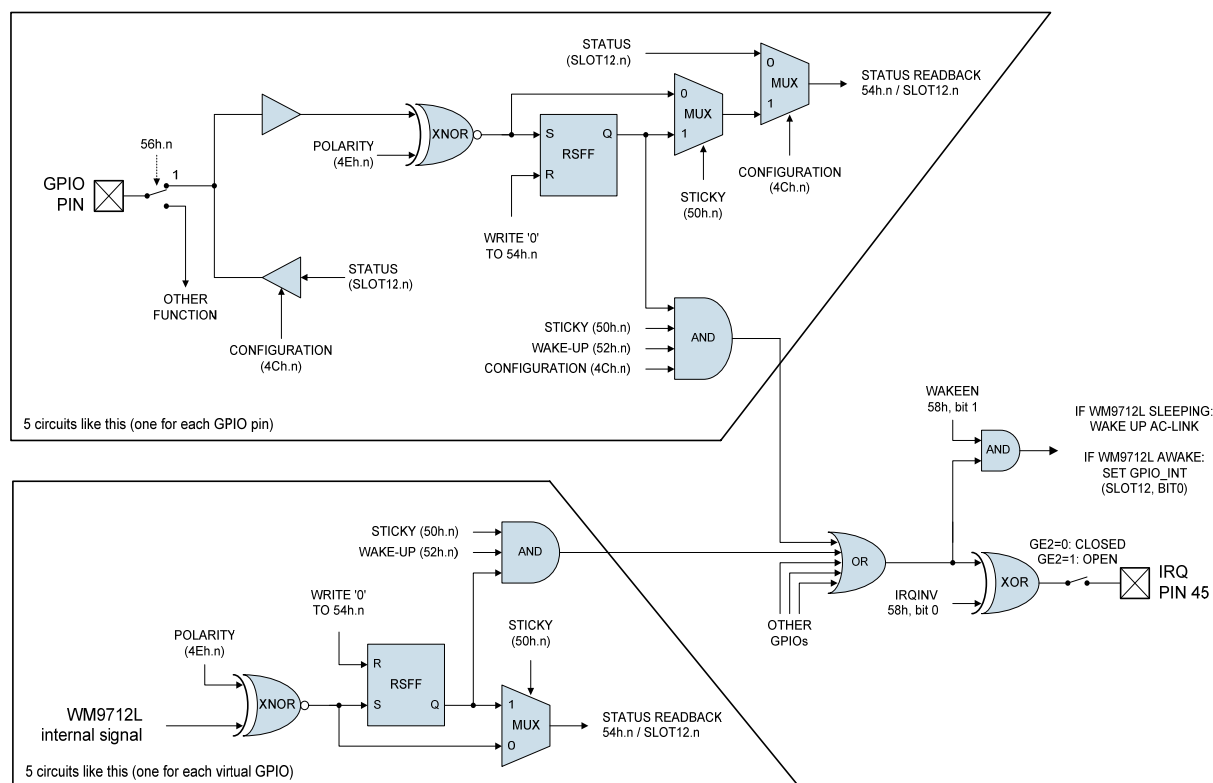 STATUS
(SLOT12.n)
0
MUX
1
STATUS READBACK
54h.n / SLOT12.n
0
MUX
1
XNOR
S
Q
RSFF
R
POLARITY
(4Eh.n)
56h.n
1
GPIO
PIN
CONFIGURATION
(4Ch.n)
STICKY
(50h.n)
WRITE '0'
TO 54h.n
STATUS
(SLOT12.n)
OTHER
FUNCTION
CONFIGURATION
(4Ch.n)
STICKY (50h.n)
WAKE-UP (52h.n)
CONFIGURATION (4Ch.n)
AND
5 circuits like this (one for each GPIO pin)
WAKEEN
58h, bit 1
AND
IF WM9712L SLEEPING:
WAKE UP AC-LINK
IF WM9712L AWAKE:
SET GPIO_INT
(SLOT12, BIT0)
STICKY (50h.n)
WAKE-UP (52h.n)
AND
OR
OTHER
GPIOs
IRQINV
58h, bit 0
XOR
GE2=0: CLOSED
GE2=1: OPEN
IRQ
PIN 45
WRITE '0'
TO 54h.n
STICKY
(50h.n)
POLARITY
(4Eh.n)
R
RSFF
S
Q
XNOR
1
MUX
0
WM9712L
internal signal
STATUS READBACK
54h.n / SLOT12.n
5 circuits like this (one for each virtual GPIO)